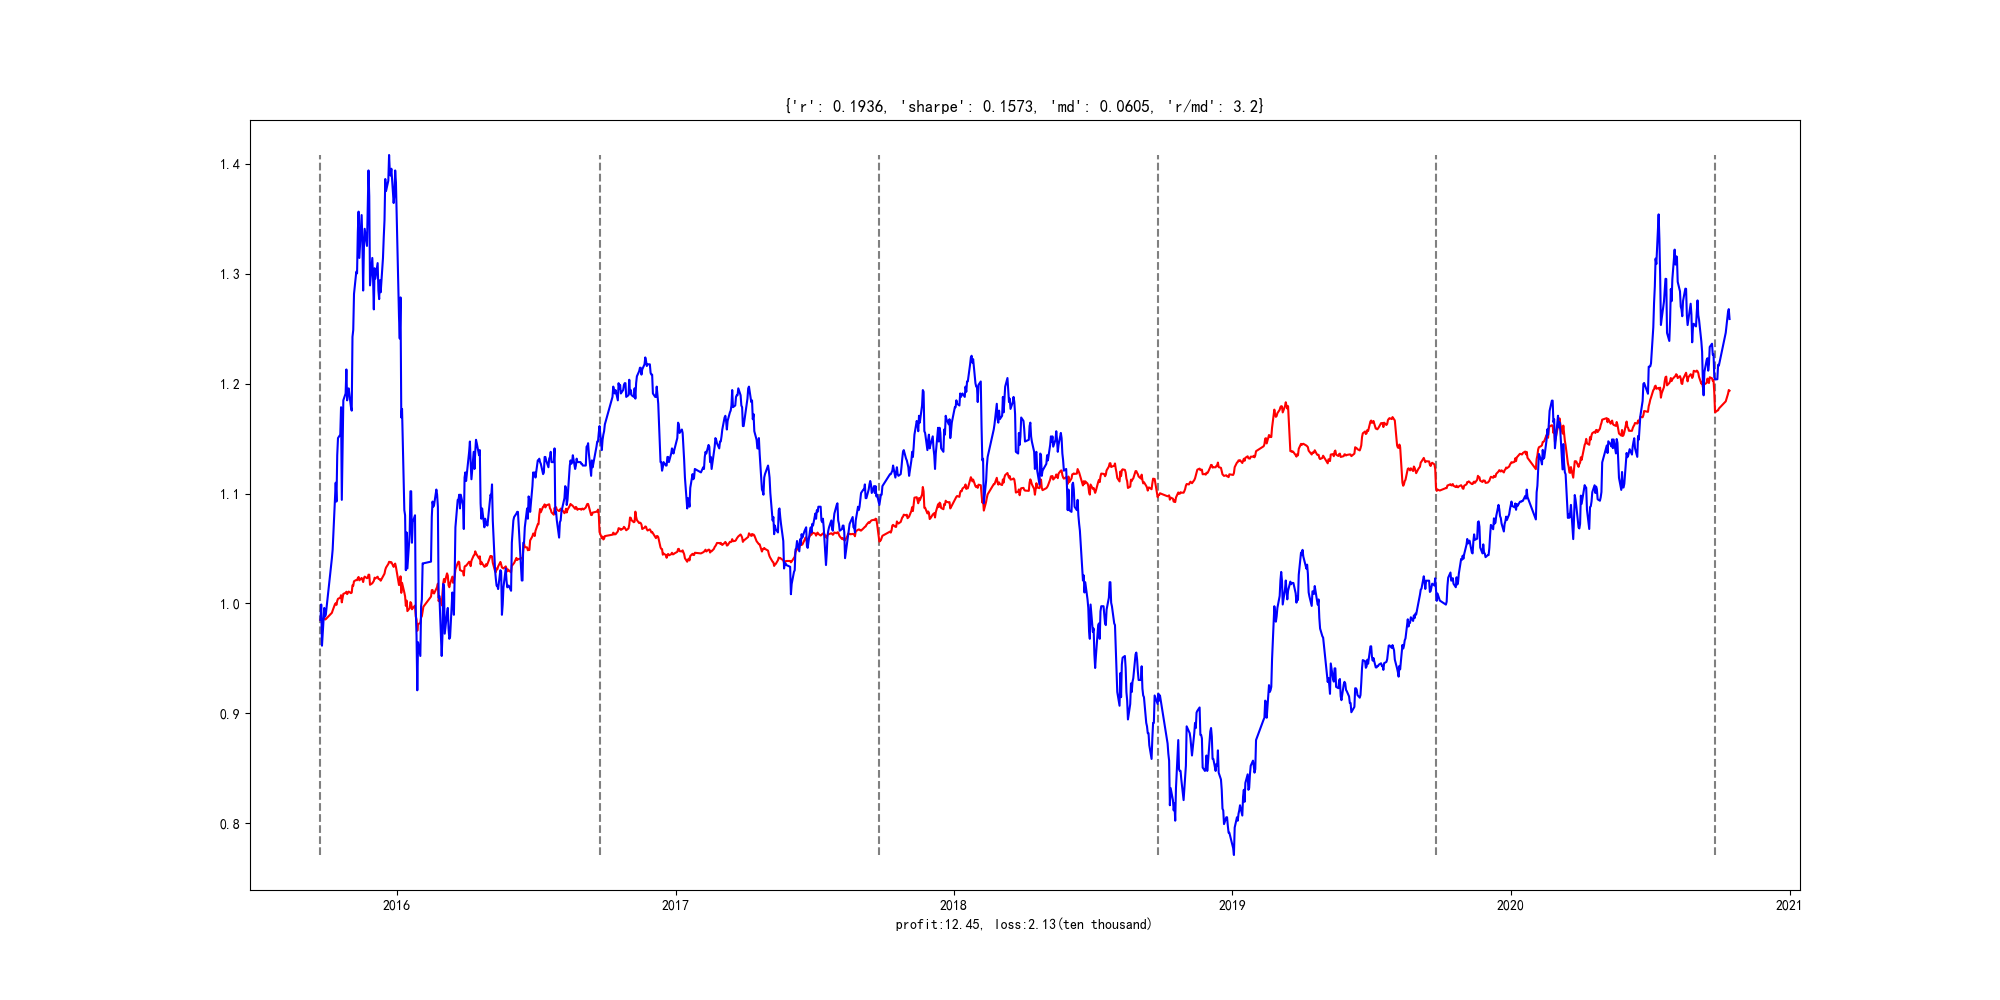 {'r': 0.1936, 'sharpe': 0.1573, 'md': 0.0605, 'r/md': 3.2}
1.4
1.3
1.2
1.1
1.0
0.9
0.8
2016 2017 2018 2019 2020 2021
profit:12.45, loss:2.13(ten thousand)